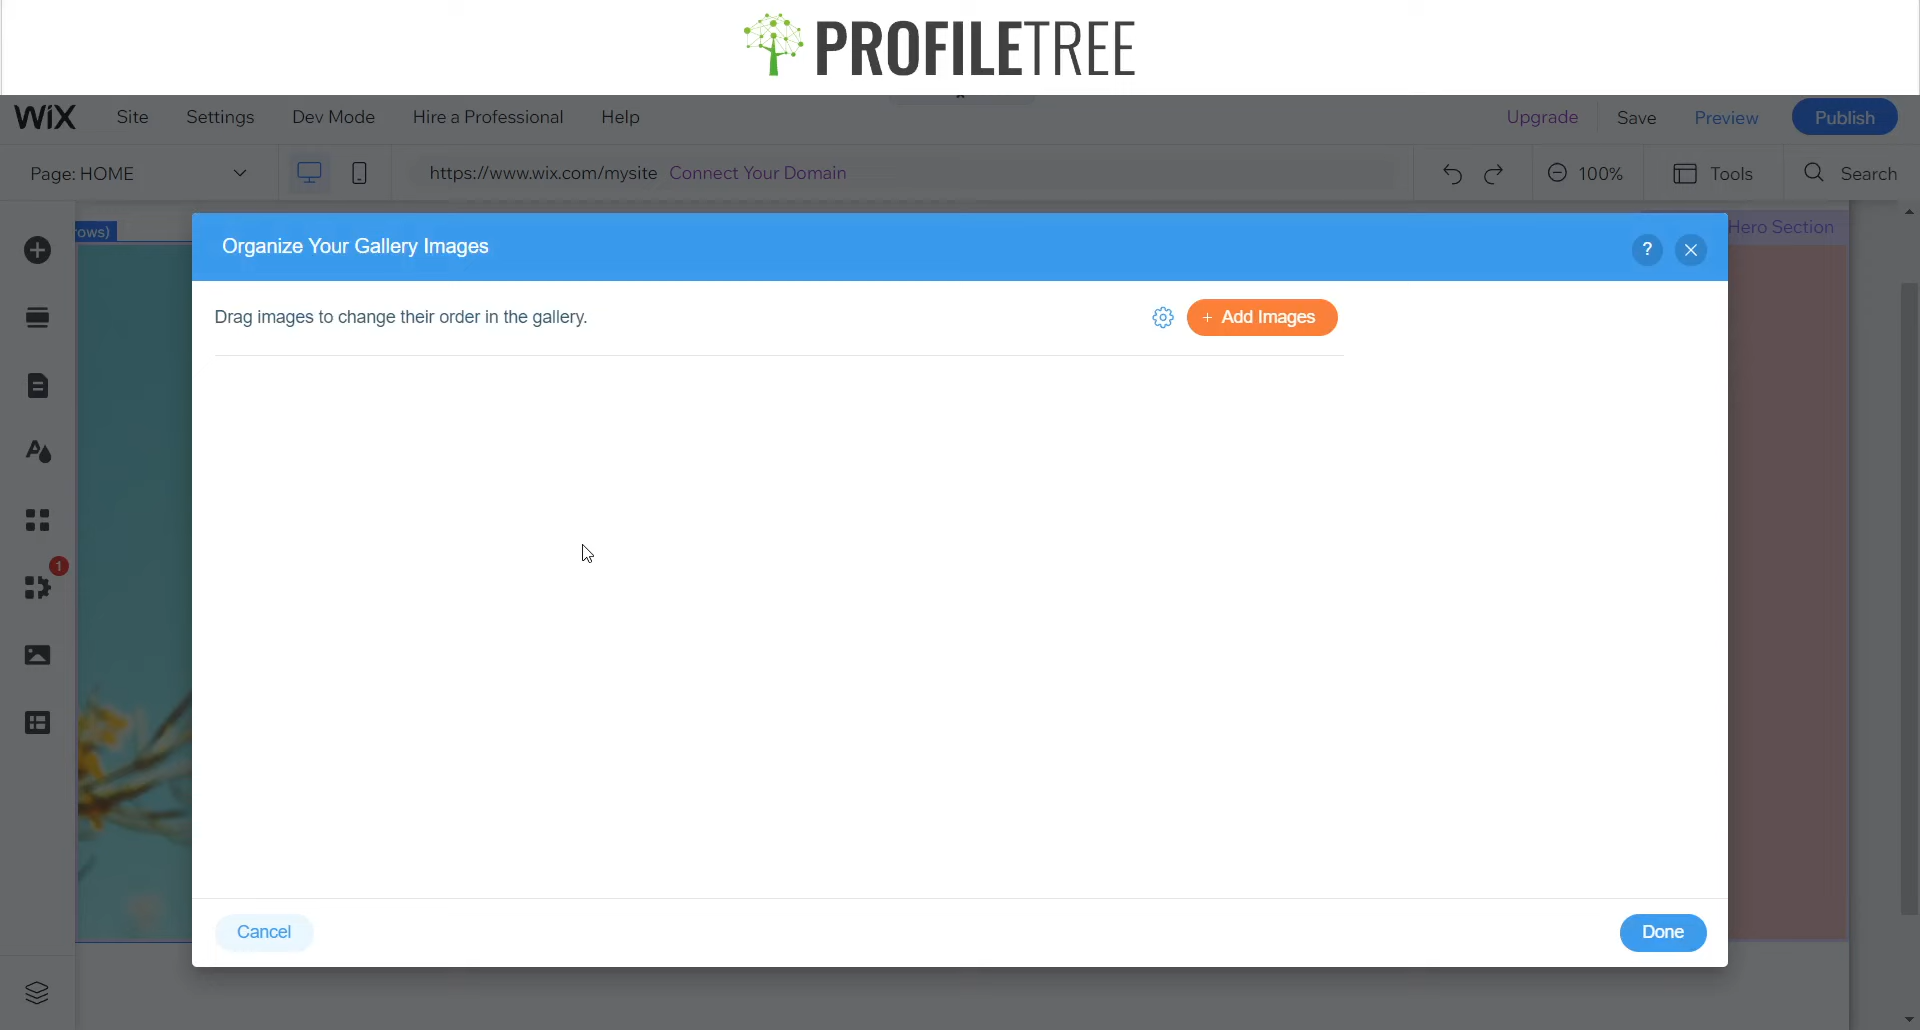 PROFILETREE
WiX Site Settings Dev Mode Hire a Professional Help Upgrade Save Preview Publish
Page: HOME https://www.wix.com/mysite Connect Your Domain 100% Tools Search
rows) Hero Section
Organize Your Gallery Images ?
Drag images to change their order in the gallery. + Add Images
1
Cancel Done